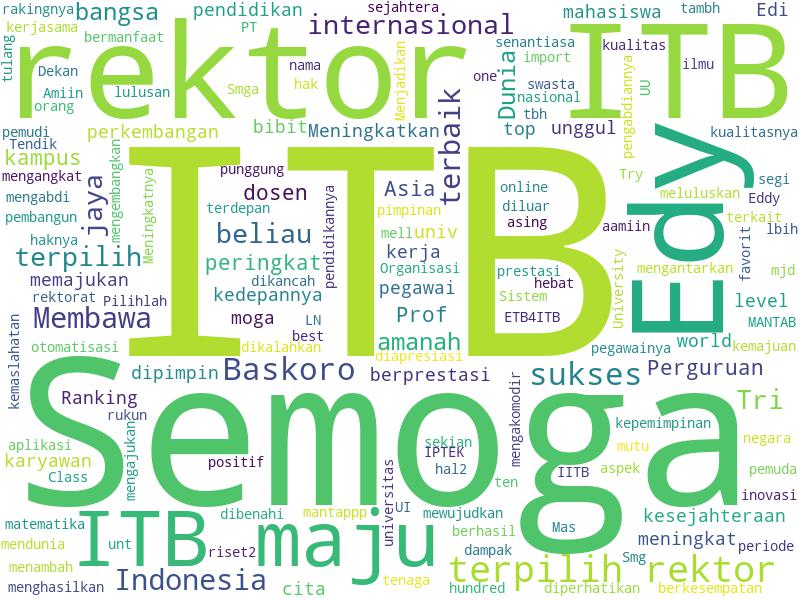 rakingnya bangsa pendidikan sejahtera mahasiswa tambh Edi
kerjasama bermanfaat PT internasional
tulang rektor ITB
Dekan nama Menjadikan senantiasa kualitas ilmu
Amiin lulusan Smga hak one Dunia import swasta UU
orang nasional pengabdiannya
pemudi perkembangan bibit Meningkatkan terbaik top tbh unggul kualitasnya
Tendik
kampus ITB Edy
mengangkat punggung Try segi
mengabdi jaya mengembangkan Meningkatnya dosen pendidikannya Asia online meluluskan Eddy
pembangun terdepan pimpinan diluar terkait lbih
haknya beliau mell univ asing aamiin
terpilih peringkat kerja University favorit
memajukan dikancah Organisasi prestasi mengantarkan mjd
rektorat Pilihlah kedepannya pegawai Sistem hebat
Membawa moga LN Prof ETB4ITB level MANTAB
kemaslahatan best amanah
otomatisasi dikalahkan diapresiasi pegawainya world kemajuan
dipimpin Baskoro berprestasi sukses Perguruan
Semoga
Ranking rukun mengakomodir Tri
kepemimpinan
aplikasi mengajukan sekian mutu negara
karyawan positif IPTEK aspek pemuda
Class hal2 IITB
universitas ten inovasi
ITB maju
matematika dibenahi mantappp UI mewujudkan Mas kesejahteraan
mendunia unt riset2 berhasil meningkat periode
menambah dampak Smg
menghasilkan Indonesia cita tenaga hundred terpilih rektor
diperhatikan berkesempatan